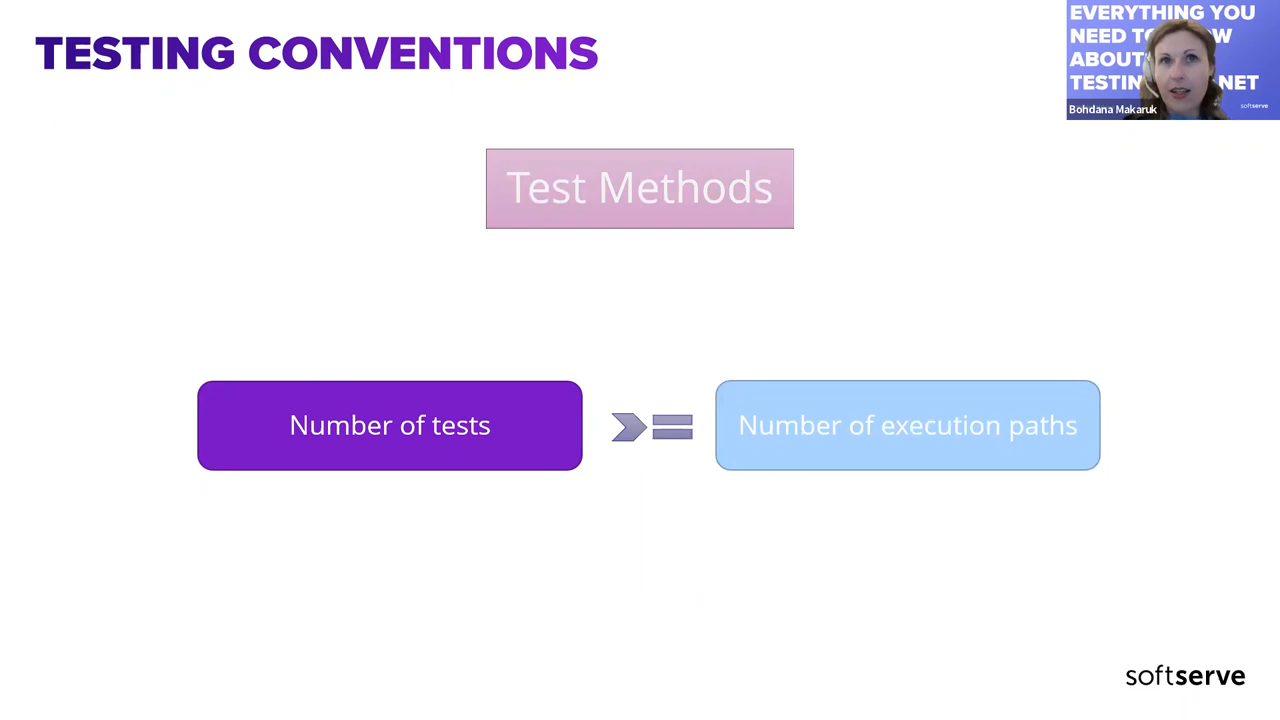 TESTING CONVENTIONS
EVERYTHING YOU
NEED TO
ABOUT
TESTIN NET
softserve
Bohdana Makaruk
Test Methods
Number of tests
>=
Number of execution paths
softserve